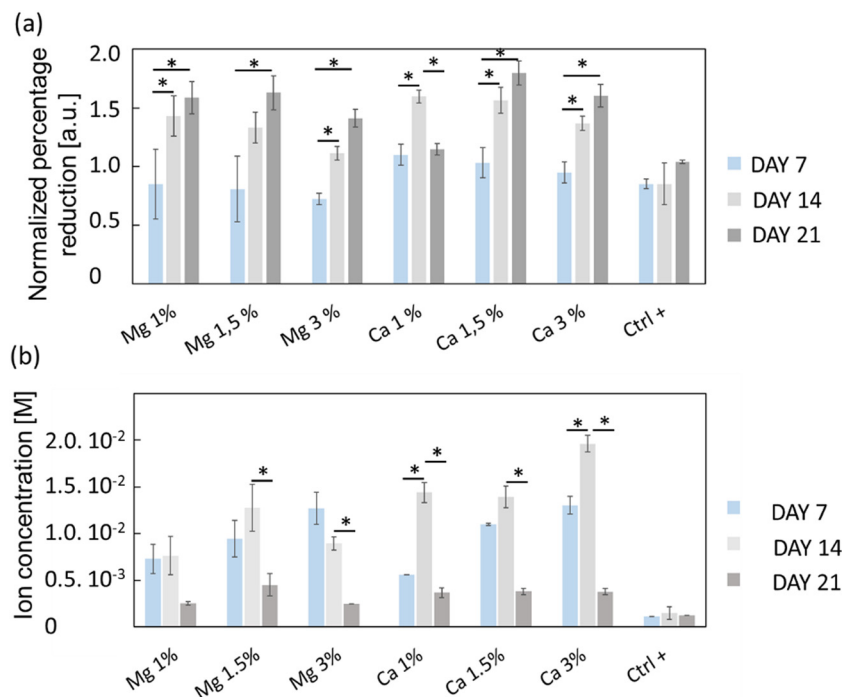 (a)
Normalized percentage
reduction [a.u.]
2.0
1.5
1.0
0.5
0
* * * * * * * * * * * *
Mg 1%
Mg 1,5 %
Mg 3 %
Ca 1 %
Ca 1,5 %
Ca 3 %
Ctrl +
DAY 7
DAY 14
DAY 21
(b)
Ion concentration [M]
2.0. 10-2
1.5. 10-2
1.0. 10-2
0.5. 10-3
0
* * * * * * *
Mg 1%
Mg 1.5%
Mg 3%
Ca 1%
Ca 1.5%
Ca 3%
Ctrl +
DAY 7
DAY 14
DAY 21